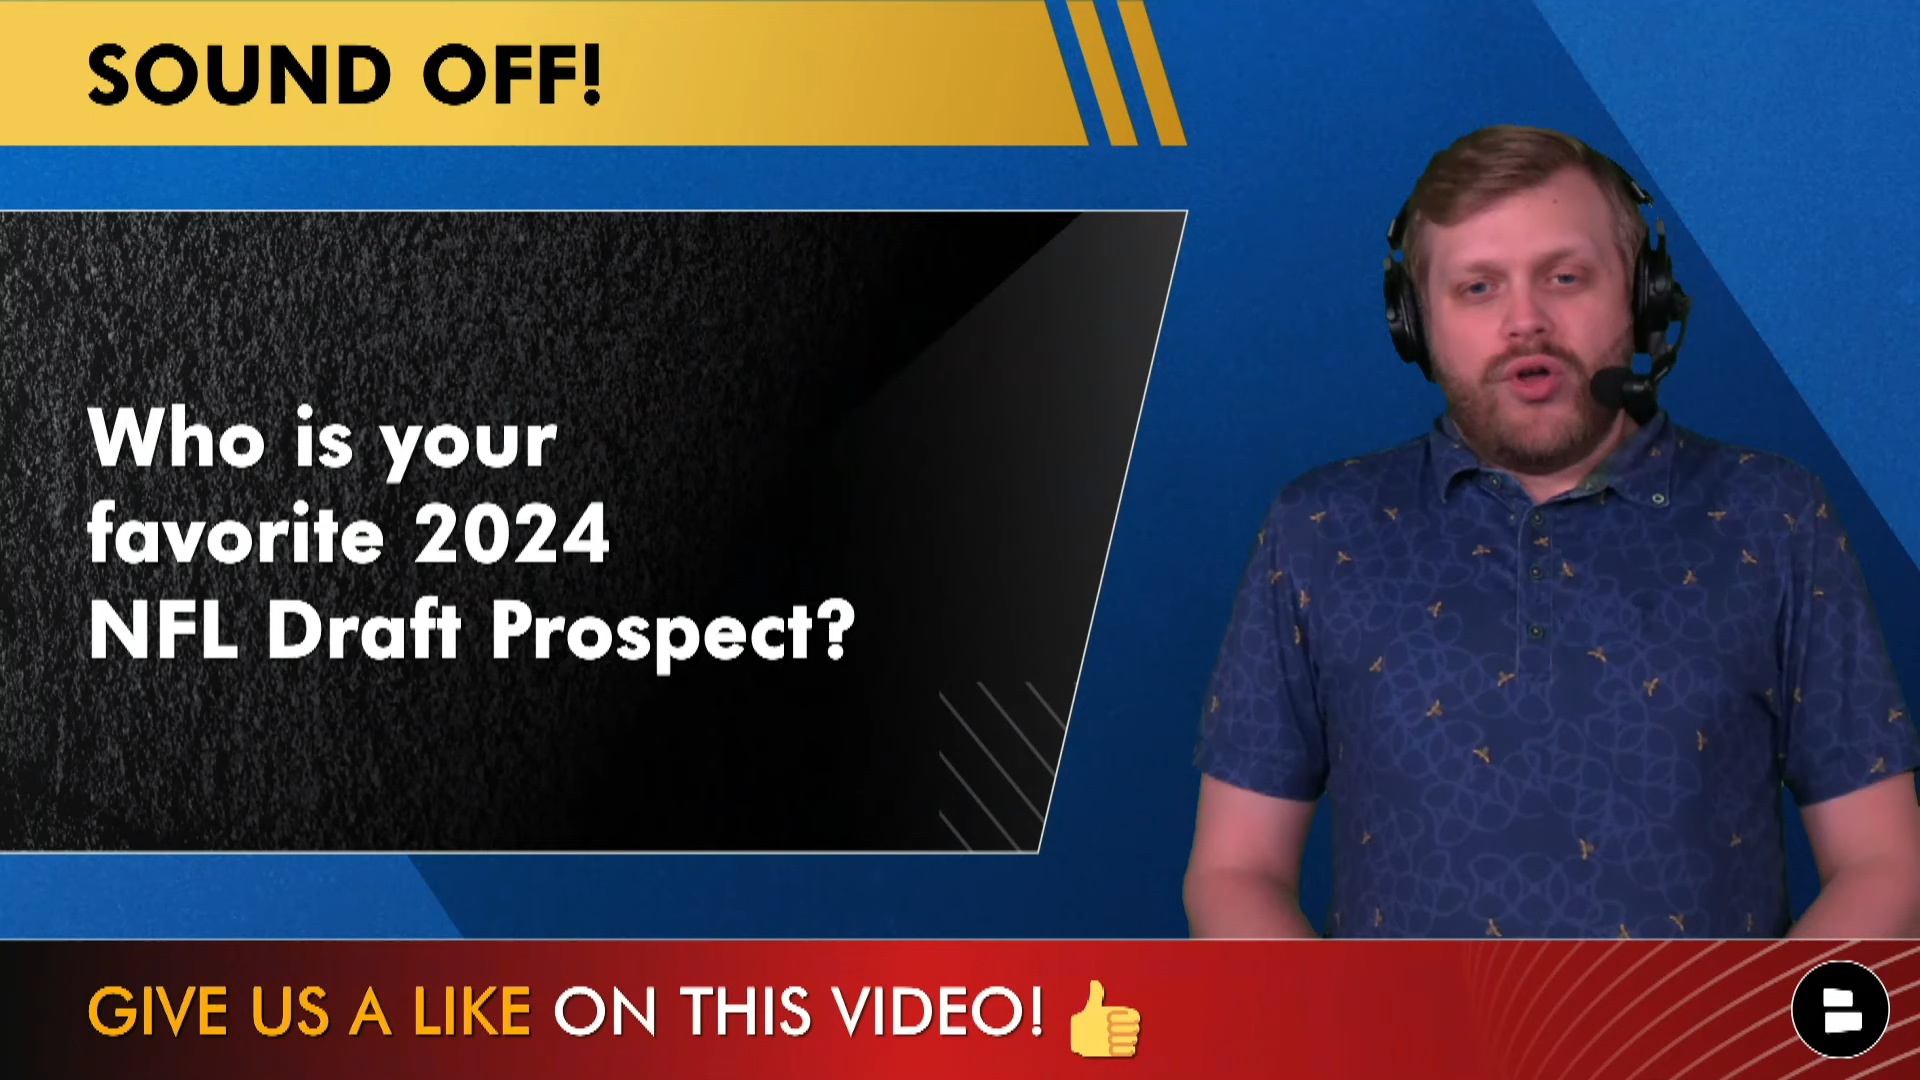 SOUND OFF!
Who is your
favorite 2024
NFL Draft Prospect?
GIVE US A LIKE ON THIS VIDEO!